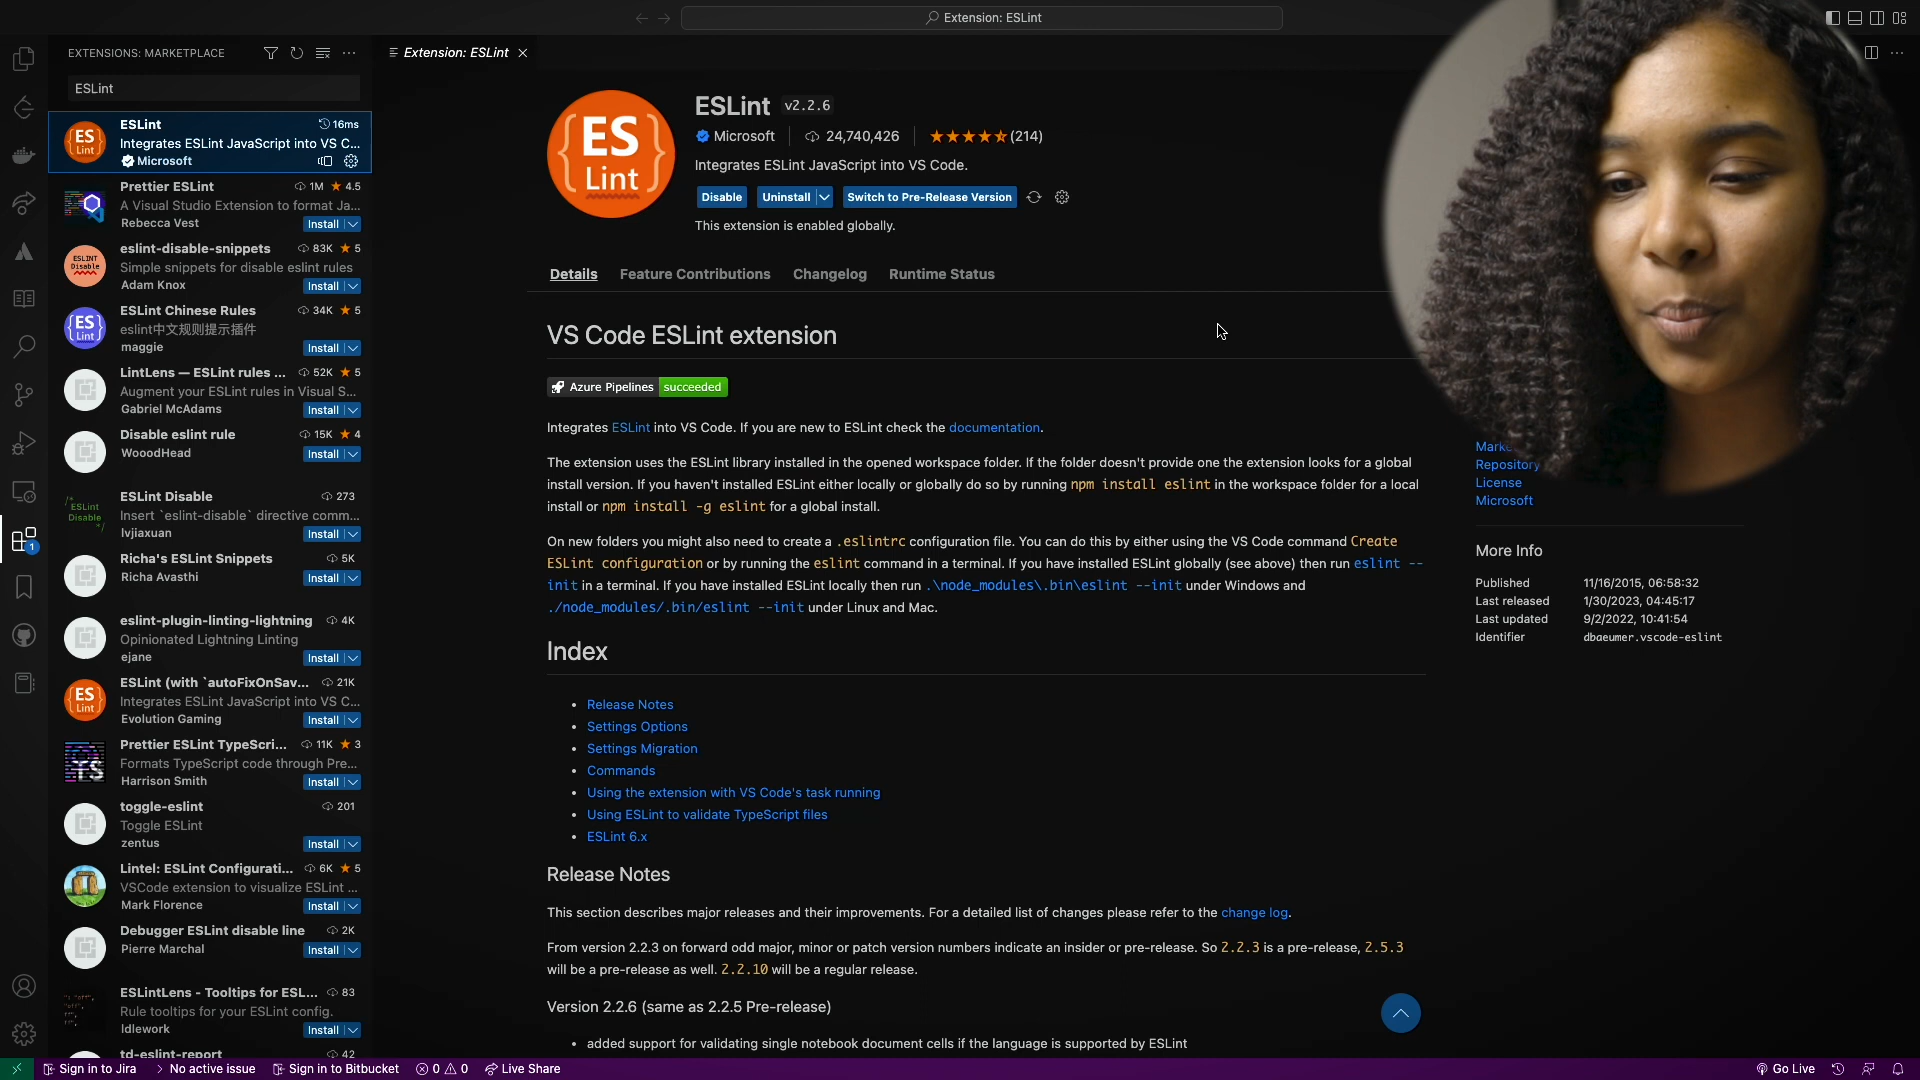 Extension: ESLint
EXTENSIONS: MARKETPLACE
Extension: ESLint
ESLint
ESLint 16ms
Integrates ESLint JavaScript into VS C...
Microsoft
Prettier ESLint 1M 4.5
A Visual Studio Extension to format Ja...
Rebecca Vest Install
eslint-disable-snippets 83K 5
Simple snippets for disable eslint rules
Adam Knox Install
ESLint Chinese Rules 34K 5
eslint中文规则提示插件
maggie Install
LintLens — ESLint rules ... 52K 5
Augment your ESLint rules in Visual S...
Gabriel McAdams Install
Disable eslint rule 15K 4
WooodHead Install
ESLint Disable 273
Insert `eslint-disable` directive comm...
lvjiaxuan Install
Richa's ESLint Snippets 5K
Richa Avasthi Install
eslint-plugin-linting-lightning 4K
Opinionated Lightning Linting
ejane Install
ESLint (with `autoFixOnSav... 21K
Integrates ESLint JavaScript into VS C...
Evolution Gaming Install
Prettier ESLint TypeScri... 11K 3
Formats TypeScript code through Pre...
Harrison Smith Install
toggle-eslint 201
Toggle ESLint
zentus Install
Lintel: ESLint Configurati... 6K 5
VSCode extension to visualize ESLint ...
Mark Florence Install
Debugger ESLint disable line 2K
Pierre Marchal Install
ESLintLens - Tooltips for ESL... 83
Rule tooltips for your ESLint config.
Idlework Install
td-eslint-report 42
ES
Lint
ESLINT
Disable
ES
Lint
/* ESLint
Disable */
ES
Lint
TS
1
ES
Lint
ESLint v2.2.6
Microsoft 24,740,426 (214)
Integrates ESLint JavaScript into VS Code.
Disable Uninstall Switch to Pre-Release Version
This extension is enabled globally.
Details Feature Contributions Changelog Runtime Status
VS Code ESLint extension
Azure Pipelines succeeded
Integrates ESLint into VS Code. If you are new to ESLint check the documentation.
The extension uses the ESLint library installed in the opened workspace folder. If the folder doesn't provide one the extension looks for a global
install version. If you haven't installed ESLint either locally or globally do so by running npm install eslint in the workspace folder for a local
install or npm install -g eslint for a global install.
On new folders you might also need to create a .eslintrc configuration file. You can do this by either using the VS Code command Create
ESLint configuration or by running the eslint command in a terminal. If you have installed ESLint globally (see above) then run eslint --
init in a terminal. If you have installed ESLint locally then run .\node_modules\.bin\eslint --init under Windows and
./node_modules/.bin/eslint --init under Linux and Mac.
Index
• Release Notes
• Settings Options
• Settings Migration
• Commands
• Using the extension with VS Code's task running
• Using ESLint to validate TypeScript files
• ESLint 6.x
Release Notes
This section describes major releases and their improvements. For a detailed list of changes please refer to the change log.
From version 2.2.3 on forward odd major, minor or patch version numbers indicate an insider or pre-release. So 2.2.3 is a pre-release, 2.5.3
will be a pre-release as well. 2.2.10 will be a regular release.
Version 2.2.6 (same as 2.2.5 Pre-release)
• added support for validating single notebook document cells if the language is supported by ESLint
Repository
License
Microsoft
More Info
Published 11/16/2015, 06:58:32
Last released 1/30/2023, 04:45:17
Last updated 9/2/2022, 10:41:54
Identifier dbaeumer.vscode-eslint
Sign in to Jira No active issue Sign in to Bitbucket 0 0 Live Share Go Live